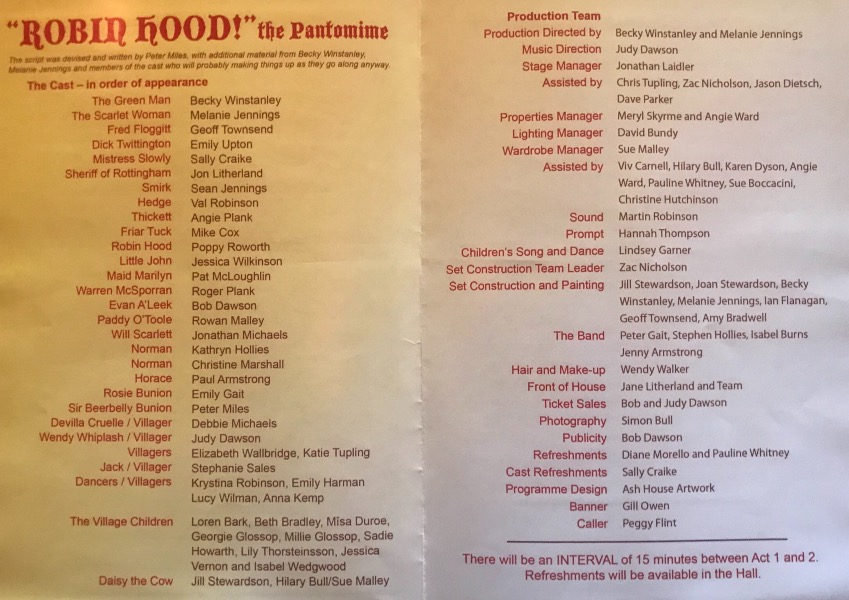 "ROBIN HOOD!" the Pantomime
The script was devised and written by Peter Miles, with additional material from Becky Winstanley,
Melanie Jennings and members of the cast who will probably making things up as they go along anyway.
The Cast – in order of appearance
The Green Man Becky Winstanley
The Scarlet Woman Melanie Jennings
Fred Floggitt Geoff Townsend
Dick Twittington Emily Upton
Mistress Slowly Sally Craike
Sheriff of Rottingham Jon Litherland
Smirk Sean Jennings
Hedge Val Robinson
Thickett Angie Plank
Friar Tuck Mike Cox
Robin Hood Poppy Roworth
Little John Jessica Wilkinson
Maid Marilyn Pat McLoughlin
Warren McSporran Roger Plank
Evan A'Leek Bob Dawson
Paddy O'Toole Rowan Malley
Will Scarlett Jonathan Michaels
Norman Kathryn Hollies
Norman Christine Marshall
Horace Paul Armstrong
Rosie Bunion Emily Gait
Sir Beerbelly Bunion Peter Miles
Devilla Cruelle / Villager Debbie Michaels
Wendy Whiplash / Villager Judy Dawson
Villagers Elizabeth Wallbridge, Katie Tupling
Jack / Villager Stephanie Sales
Dancers / Villagers Krystina Robinson, Emily Harman
Lucy Wilman, Anna Kemp
The Village Children Loren Bark, Beth Bradley, Misa Duroe,
Georgie Glossop, Millie Glossop, Sadie
Howarth, Lily Thorsteinsson, Jessica
Vernon and Isabel Wedgwood
Daisy the Cow Jill Stewardson, Hilary Bull/Sue Malley
Production Team
Production Directed by Becky Winstanley and Melanie Jennings
Music Direction Judy Dawson
Stage Manager Jonathan Laidler
Assisted by Chris Tupling, Zac Nicholson, Jason Dietsch,
Dave Parker
Properties Manager Meryl Skyrme and Angie Ward
Lighting Manager David Bundy
Wardrobe Manager Sue Malley
Assisted by Viv Carnell, Hilary Bull, Karen Dyson, Angie
Ward, Pauline Whitney, Sue Boccacini,
Christine Hutchinson
Sound Martin Robinson
Prompt Hannah Thompson
Children's Song and Dance Lindsey Garner
Set Construction Team Leader Zac Nicholson
Set Construction and Painting Jill Stewardson, Joan Stewardson, Becky
Winstanley, Melanie Jennings, Ian Flanagan,
Geoff Townsend, Amy Bradwell
The Band Peter Gait, Stephen Hollies, Isabel Burns
Jenny Armstrong
Hair and Make-up Wendy Walker
Front of House Jane Litherland and Team
Ticket Sales Bob and Judy Dawson
Photography Simon Bull
Publicity Bob Dawson
Refreshments Diane Morello and Pauline Whitney
Cast Refreshments Sally Craike
Programme Design Ash House Artwork
Banner Gill Owen
Caller Peggy Flint
There will be an INTERVAL of 15 minutes between Act 1 and 2.
Refreshments will be available in the Hall.